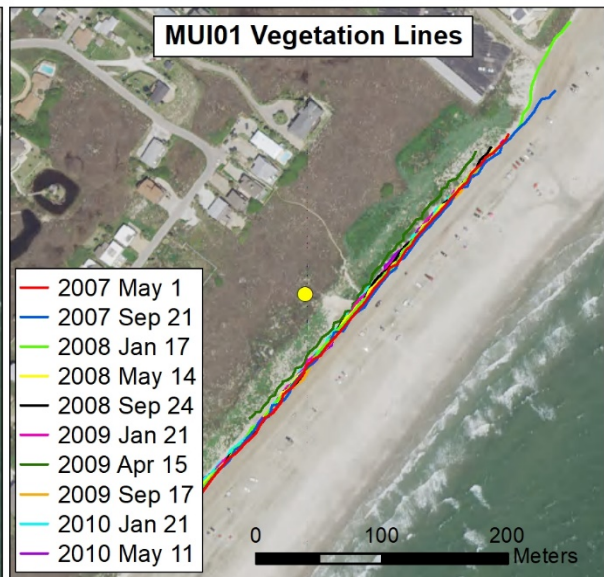 MUI01 Vegetation Lines
2007 May 1
2007 Sep 21
2008 Jan 17
2008 May 14
2008 Sep 24
2009 Jan 21
2009 Apr 15
2009 Sep 17
2010 Jan 21
2010 May 11
0 100 200
Meters